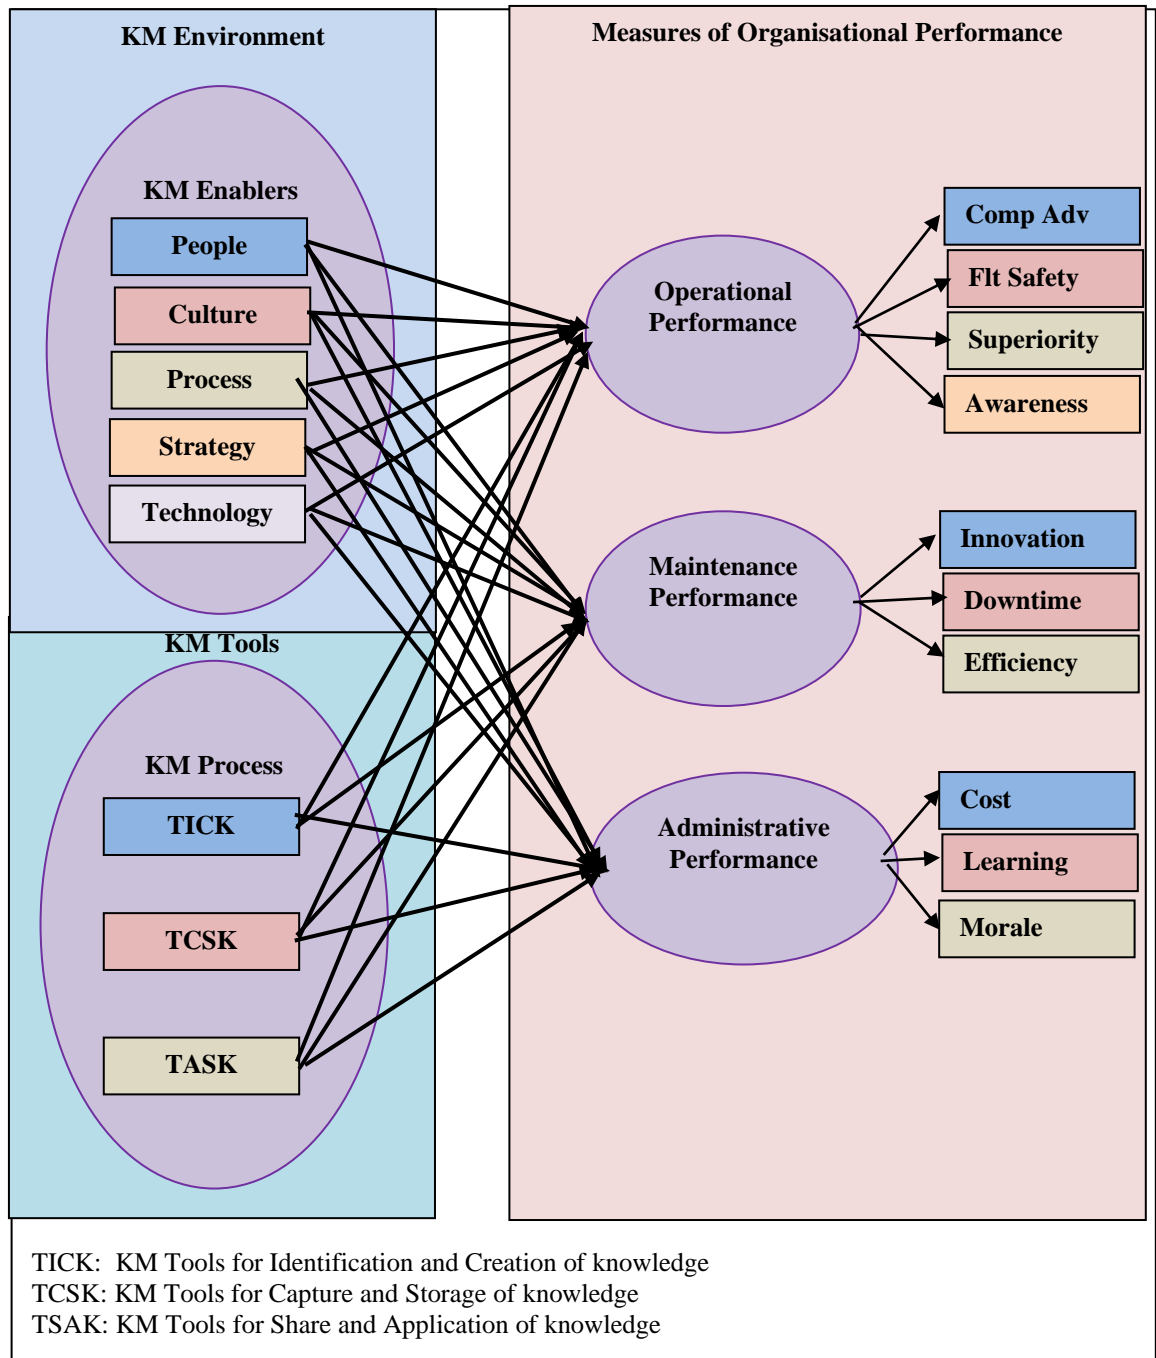 KM Environment
KM Enablers
People
Culture
Process
Strategy
Technology
KM Tools
KM Process
TICK
TCSK
TASK
Measures of Organisational Performance
Operational
Performance
Comp Adv
Flt Safety
Superiority
Awareness
Maintenance
Performance
Innovation
Downtime
Efficiency
Administrative
Performance
Cost
Learning
Morale
TICK: KM Tools for Identification and Creation of knowledge
TCSK: KM Tools for Capture and Storage of knowledge
TSAK: KM Tools for Share and Application of knowledge